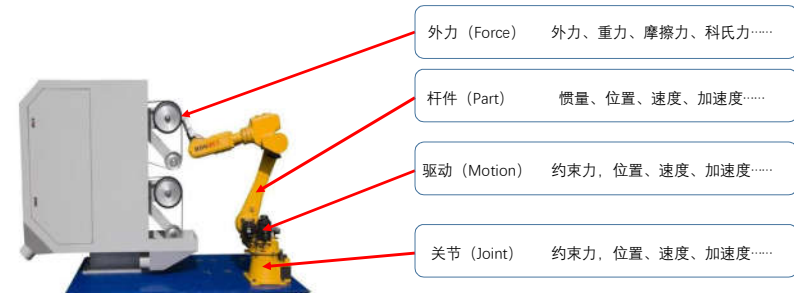 外力（Force） 外力、重力、摩擦力、科氏力……
杆件（Part） 惯量、位置、速度、加速度……
驱动（Motion） 约束力，位置、速度、加速度……
关节（Joint） 约束力，位置、速度、加速度……